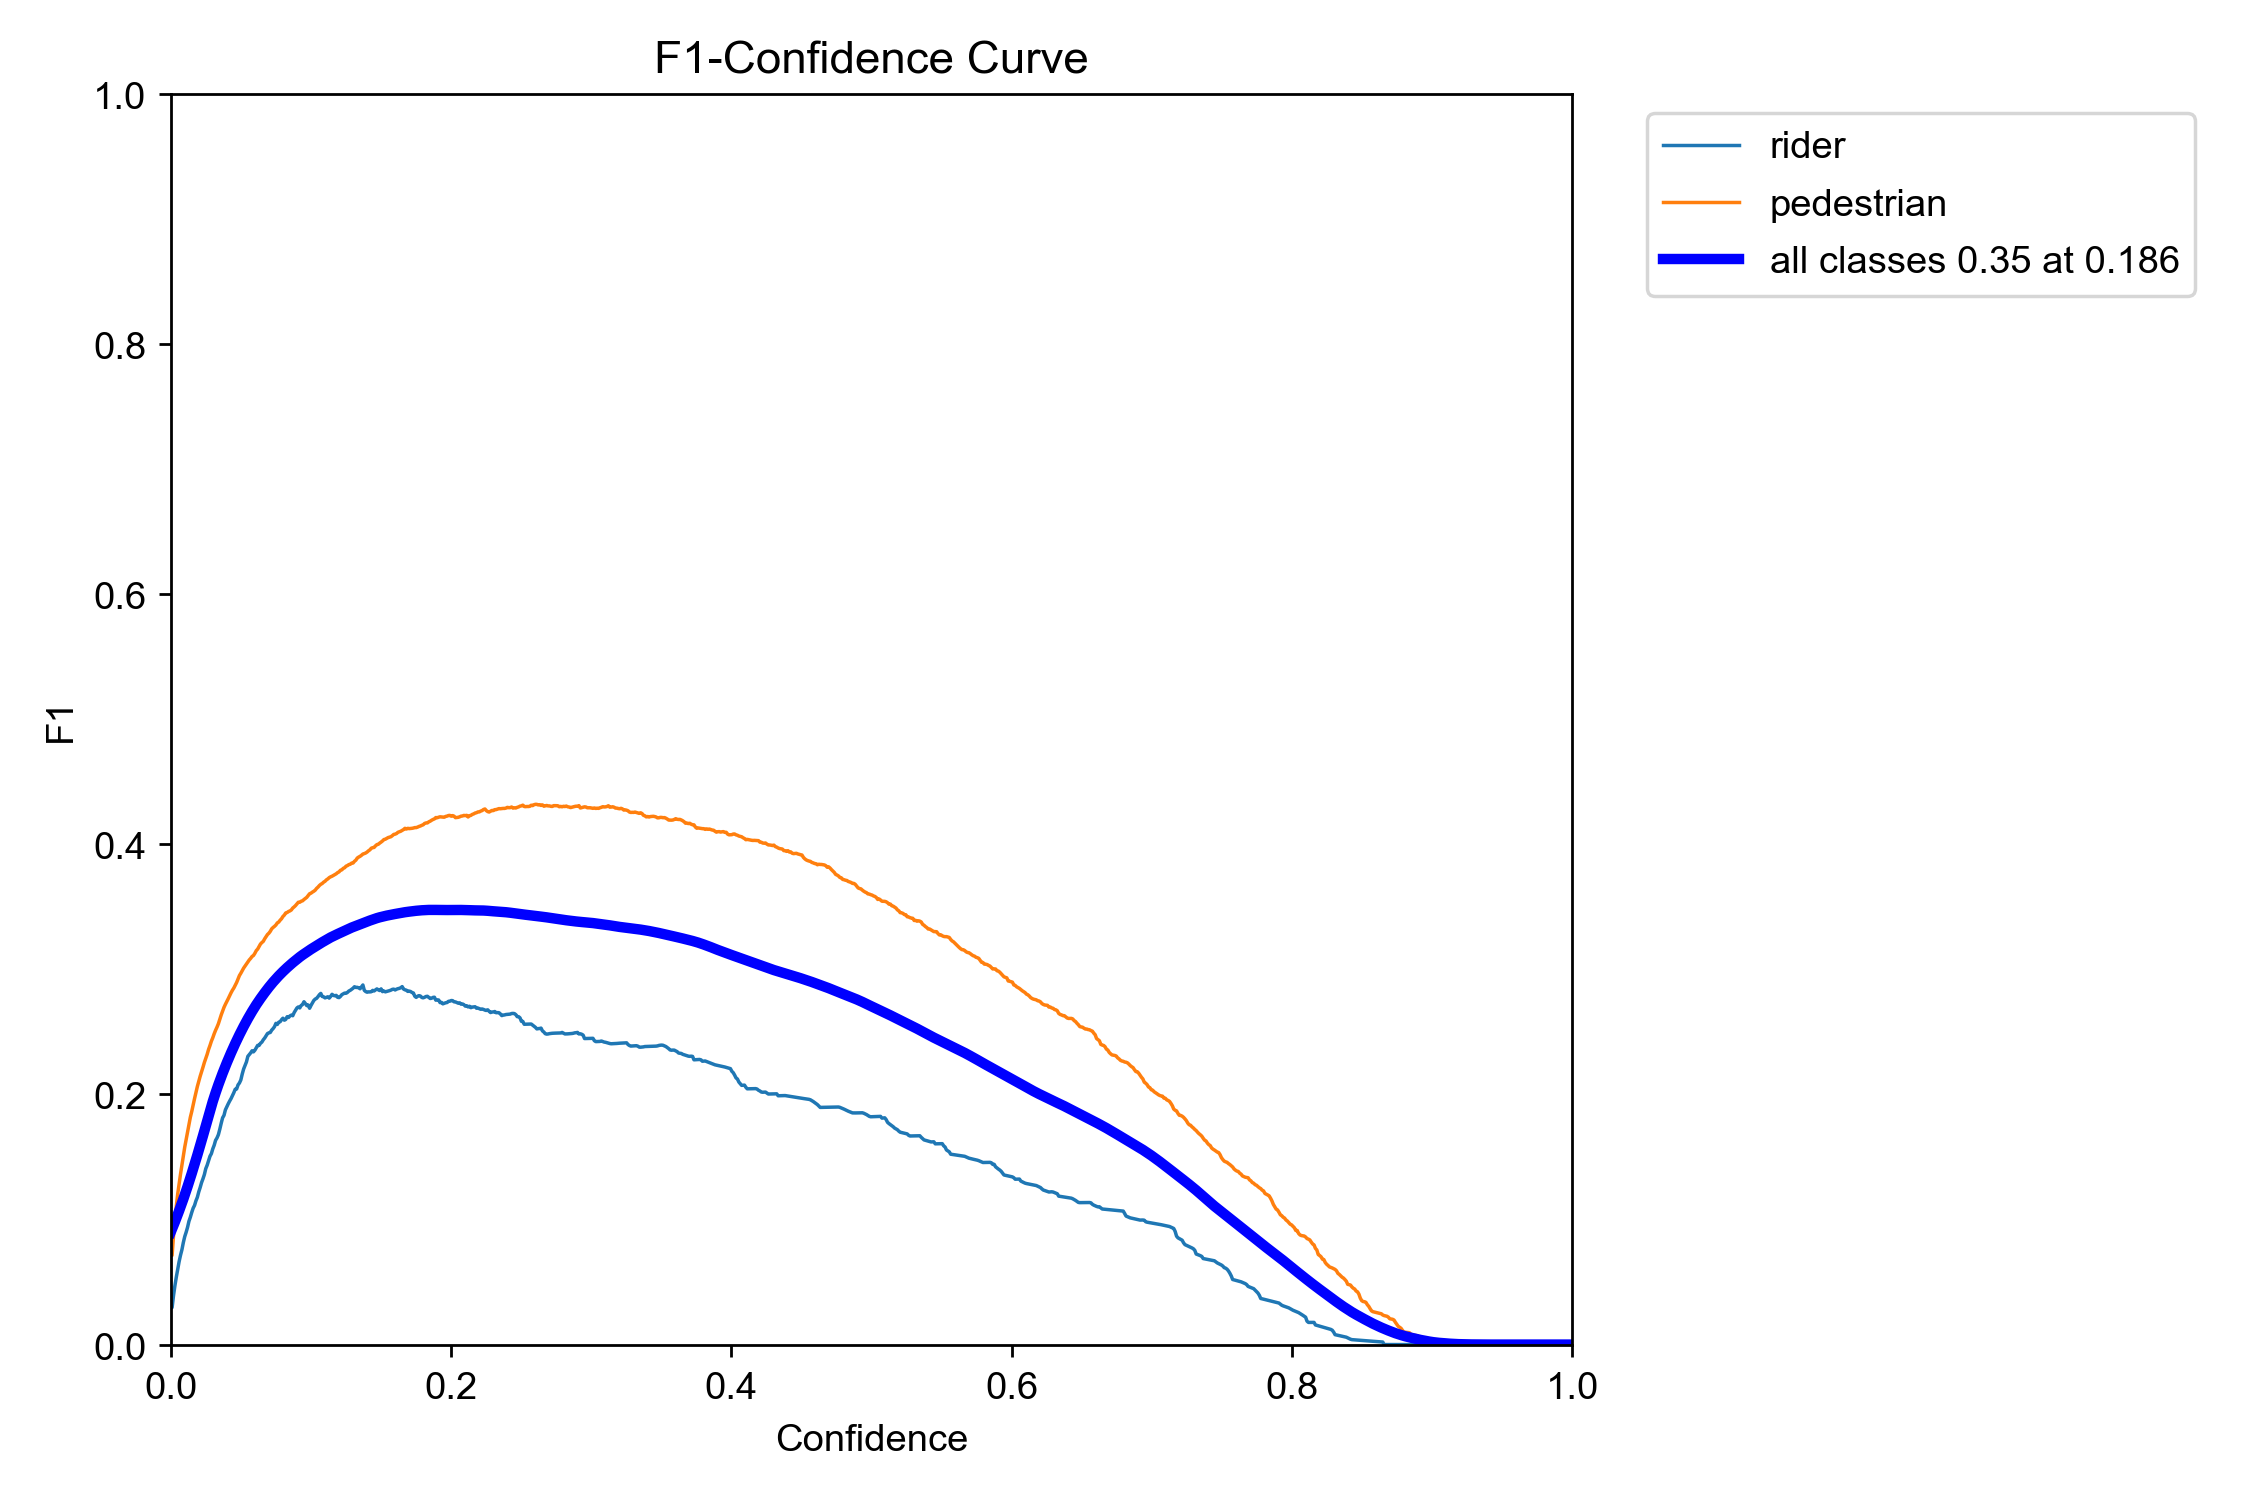 F1-Confidence Curve
1.0
0.8
0.6
0.4
0.2
0.0
F1
0.0 0.2 0.4 0.6 0.8 1.0
Confidence
rider
pedestrian
all classes 0.35 at 0.186